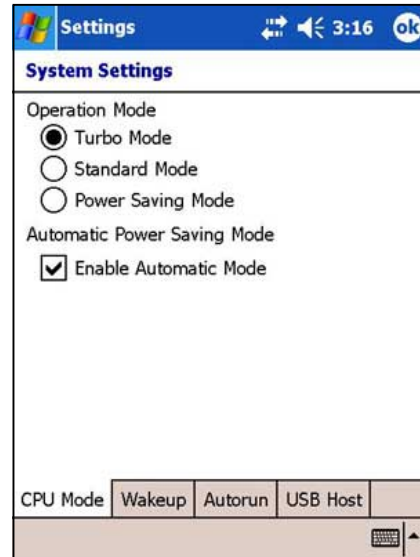 Settings 3:16 ok
System Settings
Operation Mode
Turbo Mode
Standard Mode
Power Saving Mode
Automatic Power Saving Mode
Enable Automatic Mode
CPU Mode Wakeup Autorun USB Host